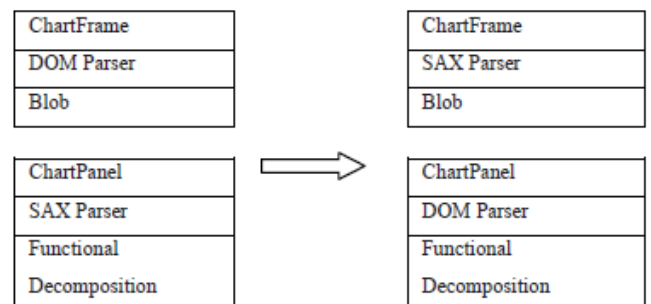 ChartFrame
DOM Parser
Blob
ChartPanel
SAX Parser
Functional
Decomposition
ChartFrame
SAX Parser
Blob
ChartPanel
DOM Parser
Functional
Decomposition